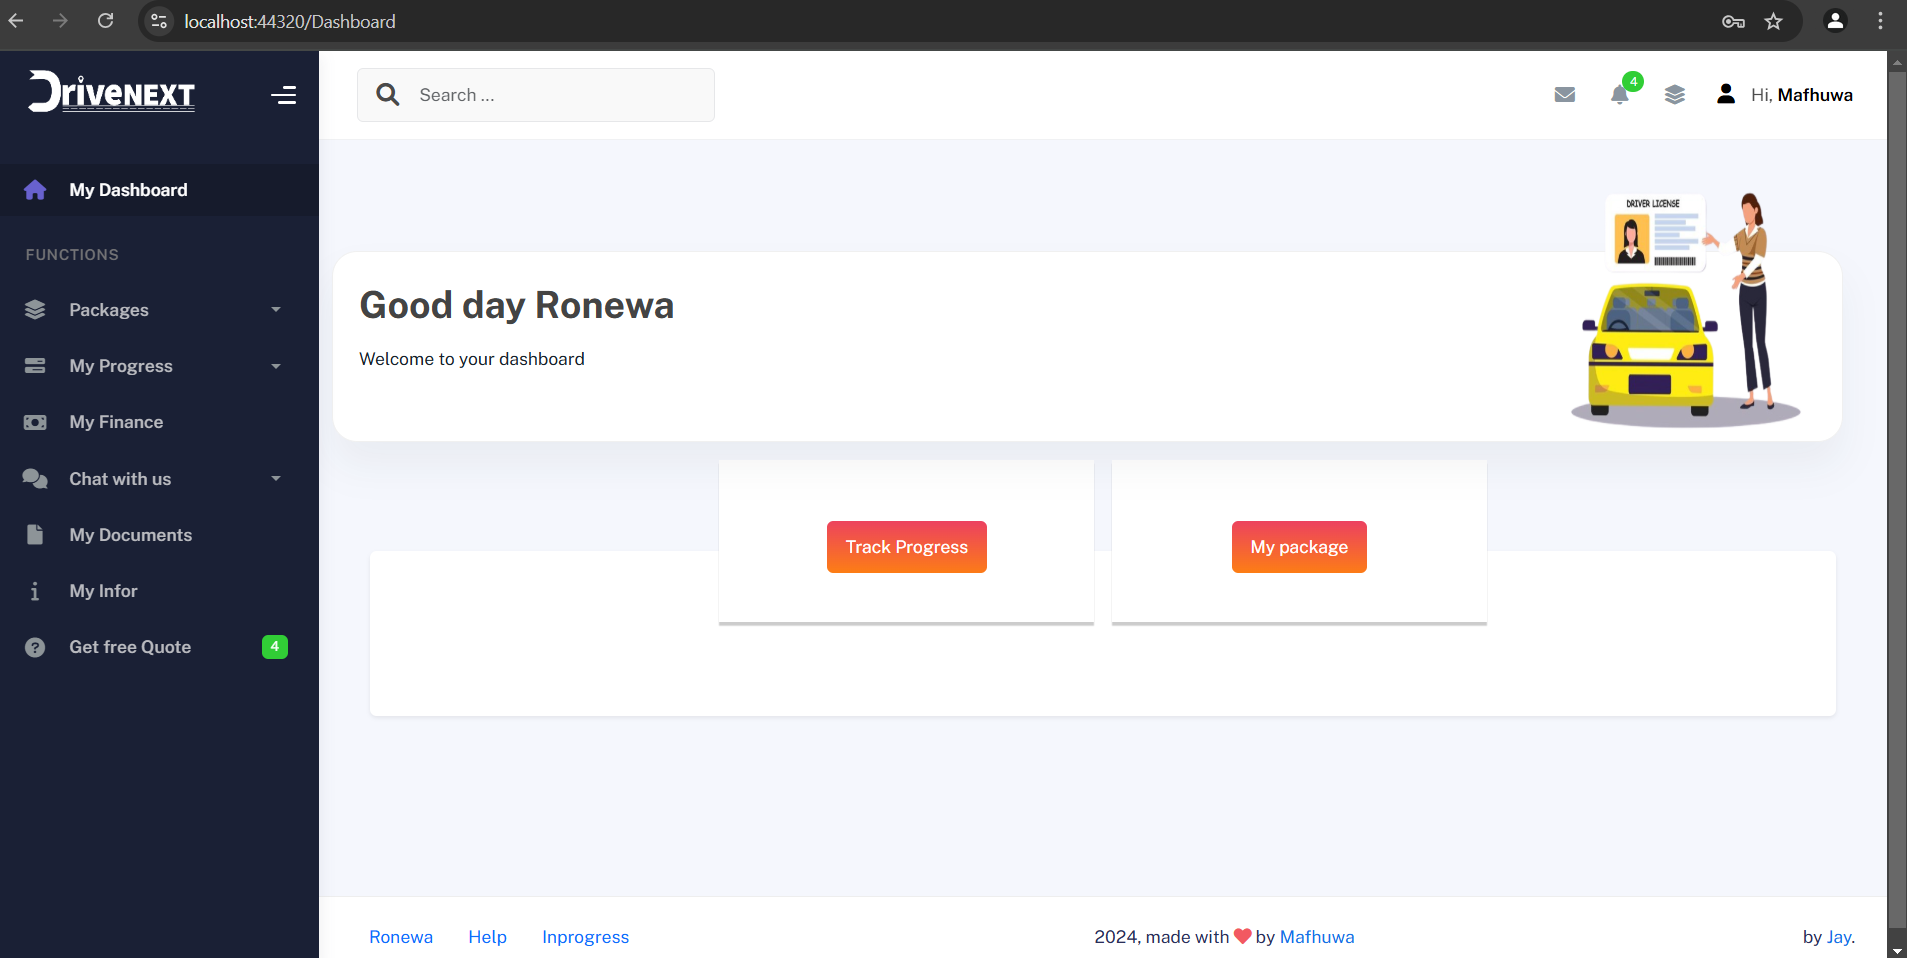 localhost:44320/Dashboard
DriveNEXT
Search ...
4
Hi, Mafhuwa
My Dashboard
FUNCTIONS
Packages
My Progress
My Finance
Chat with us
My Documents
My Infor
Get free Quote 4
DRIVER LICENSE
Good day Ronewa
Welcome to your dashboard
Track Progress
My package
Ronewa Help Inprogress
2024, made with by Mafhuwa
by Jay.